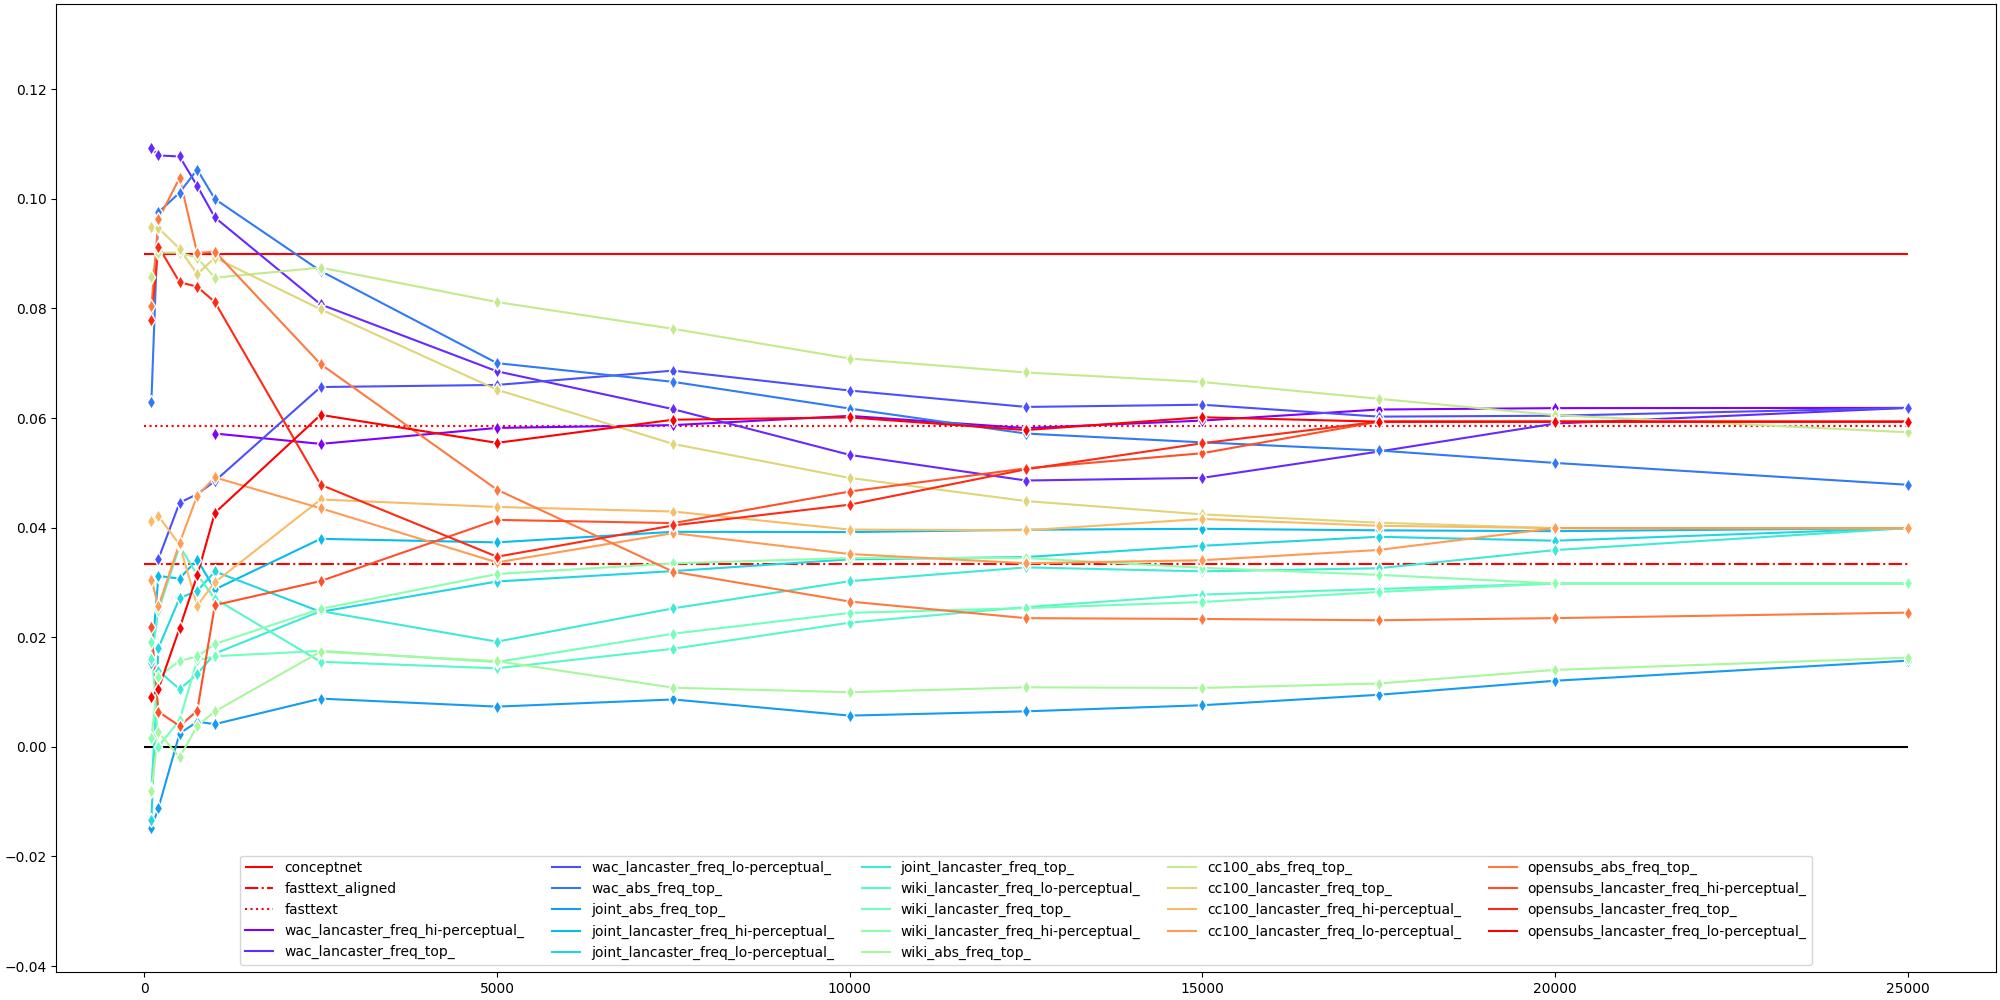 0.12
0.10
0.08
0.06
0.04
0.02
0.00
−0.02
−0.04
conceptnet
fasttext_aligned
fasttext
wac_lancaster_freq_hi-perceptual_
wac_lancaster_freq_top_
wac_lancaster_freq_lo-perceptual_
wac_abs_freq_top_
joint_abs_freq_top_
joint_lancaster_freq_hi-perceptual_
joint_lancaster_freq_lo-perceptual_
joint_lancaster_freq_top_
wiki_lancaster_freq_lo-perceptual_
wiki_lancaster_freq_top_
wiki_lancaster_freq_hi-perceptual_
wiki_abs_freq_top_
cc100_abs_freq_top_
cc100_lancaster_freq_top_
cc100_lancaster_freq_hi-perceptual_
cc100_lancaster_freq_lo-perceptual_
opensubs_abs_freq_top_
opensubs_lancaster_freq_hi-perceptual_
opensubs_lancaster_freq_top_
opensubs_lancaster_freq_lo-perceptual_
0 5000 10000 15000 20000 25000